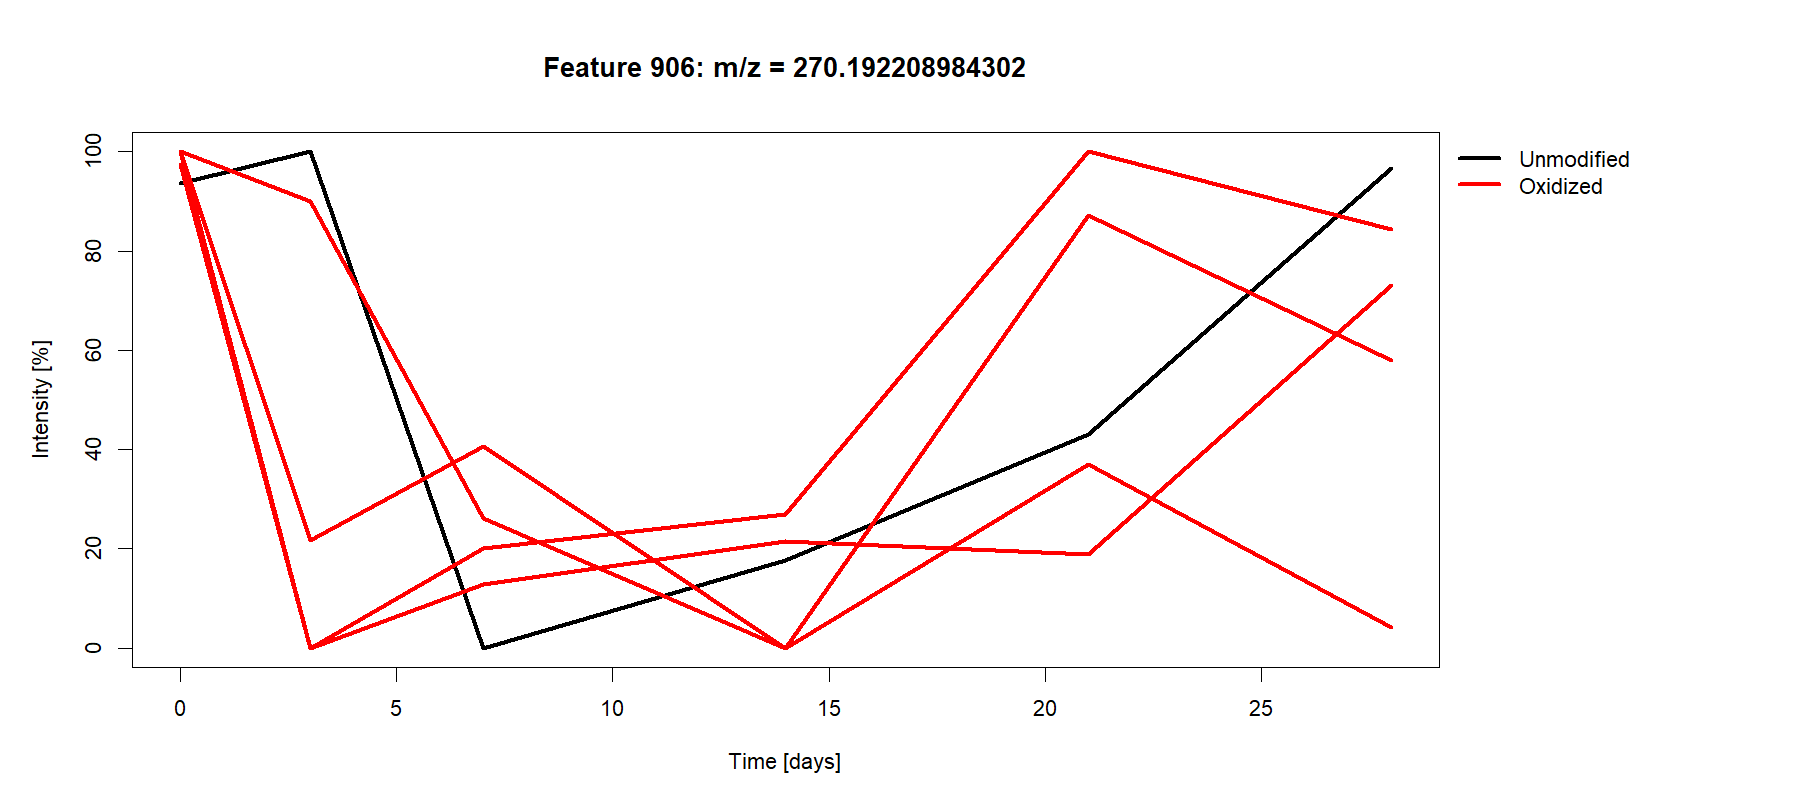 Feature 906: m/z = 270.192208984302
100
80
60
40
20
0
Intensity [%]
0 5 10 15 20 25
Time [days]
Unmodified
Oxidized